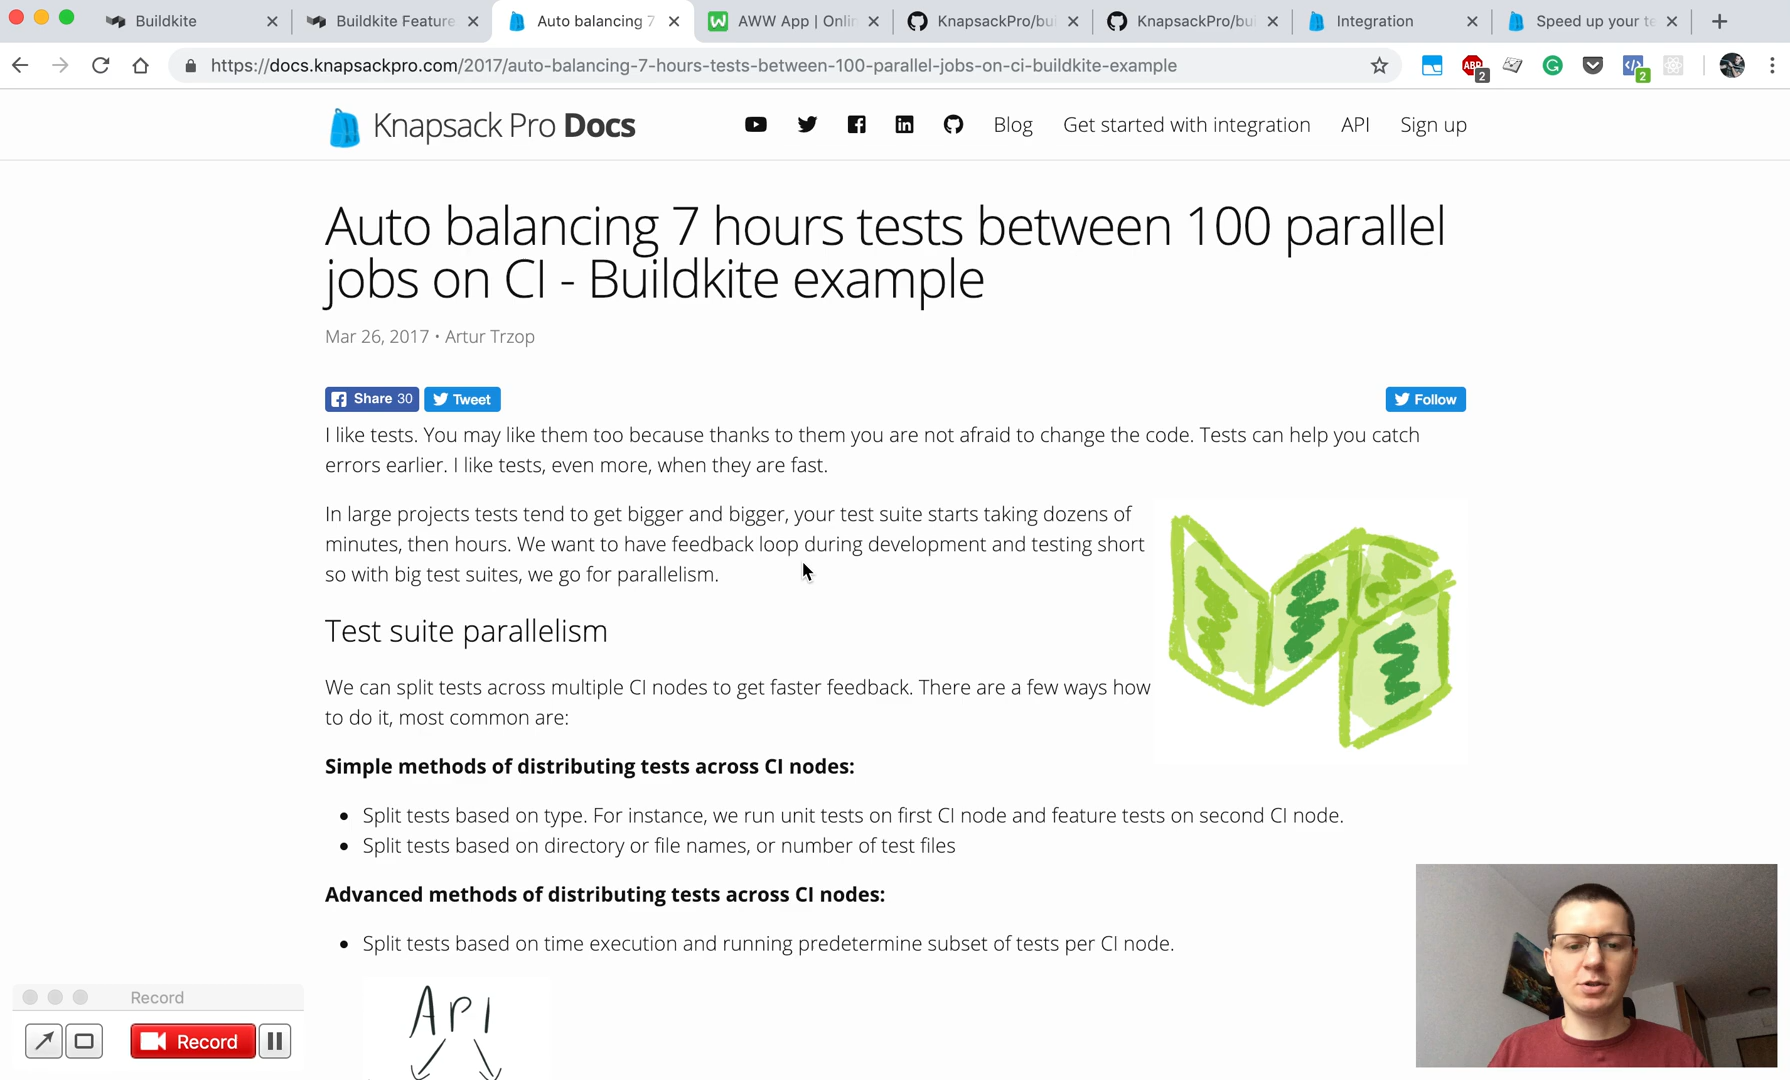 Buildkite
Buildkite Feature
Auto balancing 7
AWW App | Onlin
KnapsackPro/bui
KnapsackPro/bui
Integration
Speed up your te
https://docs.knapsackpro.com/2017/auto-balancing-7-hours-tests-between-100-parallel-jobs-on-ci-buildkite-example
ABP
2
2
Knapsack Pro Docs
Blog
Get started with integration
API
Sign up
Auto balancing 7 hours tests between 100 parallel
jobs on CI - Buildkite example
Mar 26, 2017 • Artur Trzop
Share 30
Tweet
Follow
I like tests. You may like them too because thanks to them you are not afraid to change the code. Tests can help you catch
errors earlier. I like tests, even more, when they are fast.
In large projects tests tend to get bigger and bigger, your test suite starts taking dozens of
minutes, then hours. We want to have feedback loop during development and testing short
so with big test suites, we go for parallelism.
Test suite parallelism
We can split tests across multiple CI nodes to get faster feedback. There are a few ways how
to do it, most common are:
Simple methods of distributing tests across CI nodes:
• Split tests based on type. For instance, we run unit tests on first CI node and feature tests on second CI node.
• Split tests based on directory or file names, or number of test files
Advanced methods of distributing tests across CI nodes:
• Split tests based on time execution and running predetermine subset of tests per CI node.
API
Record
Record